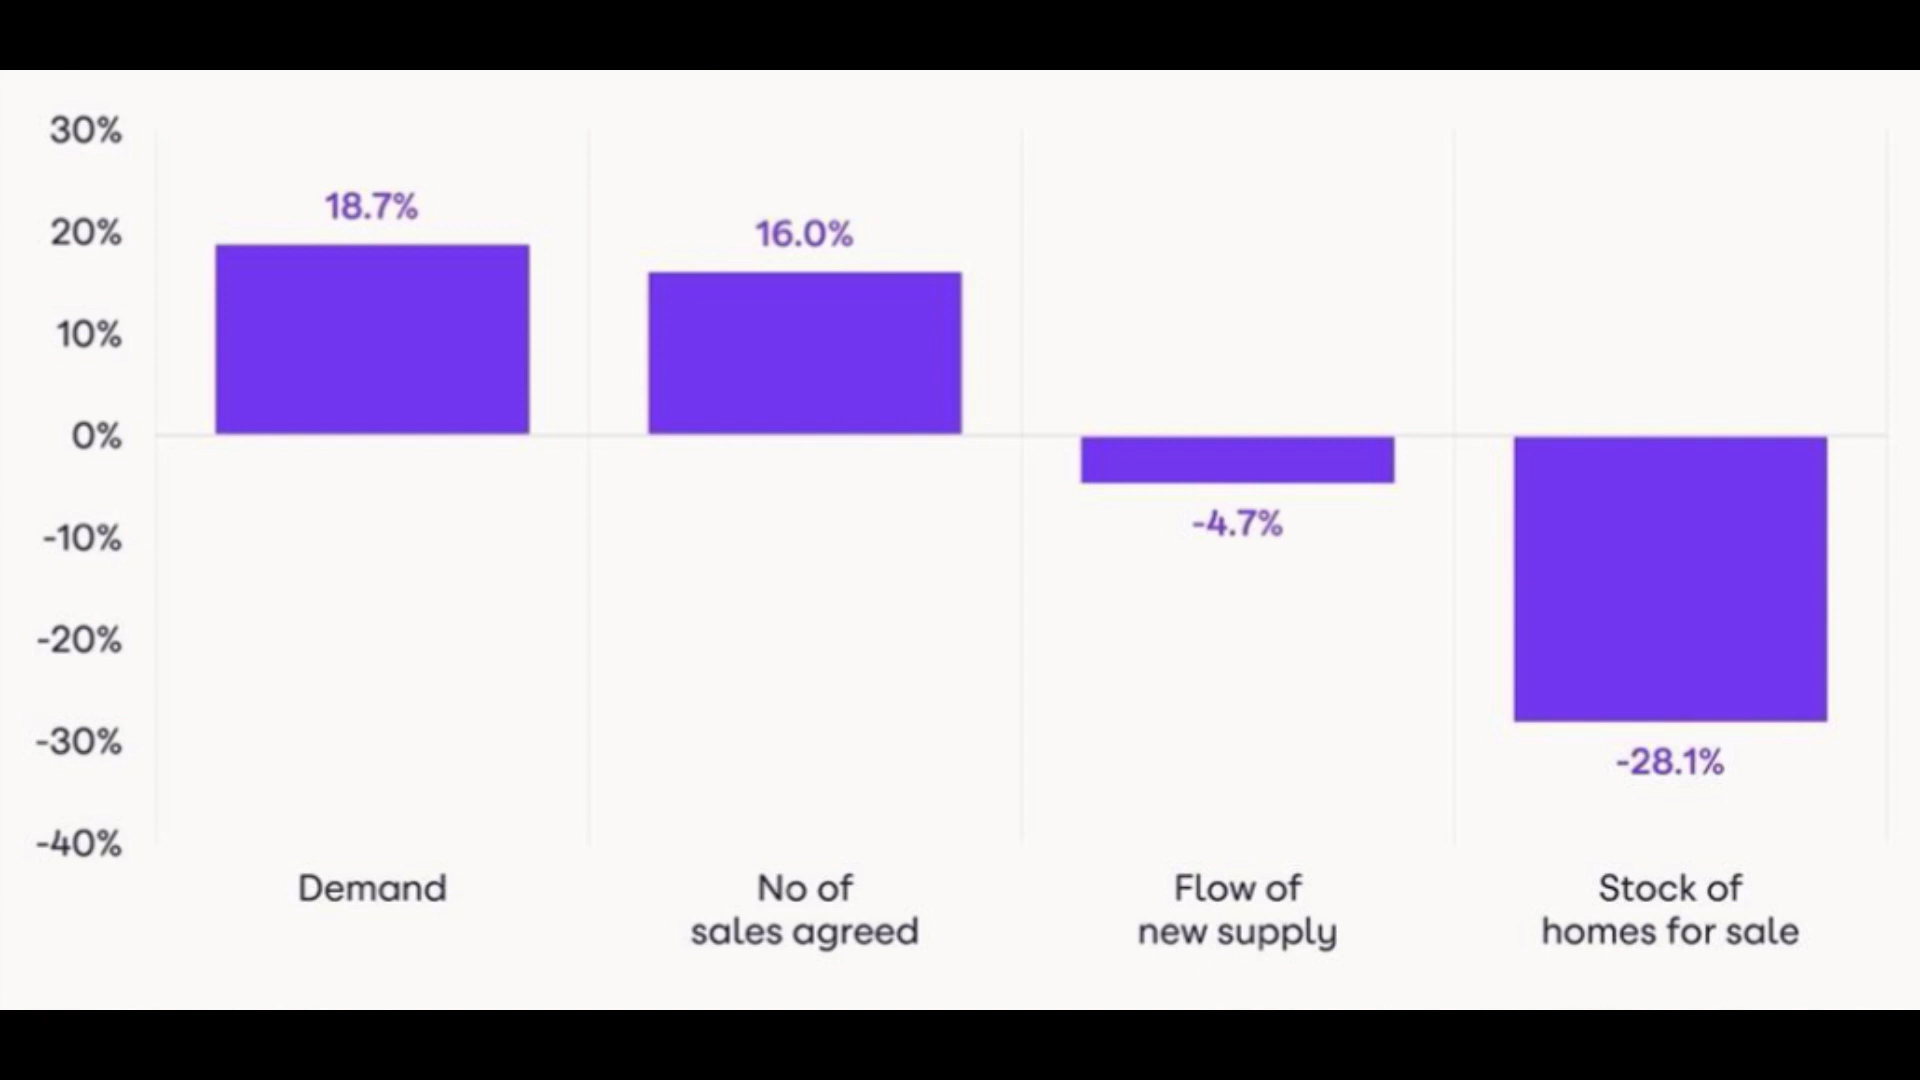 30%
20%
10%
0%
-10%
-20%
-30%
-40%
18.7%
16.0%
-4.7%
-28.1%
Demand
No of
sales agreed
Flow of
new supply
Stock of
homes for sale